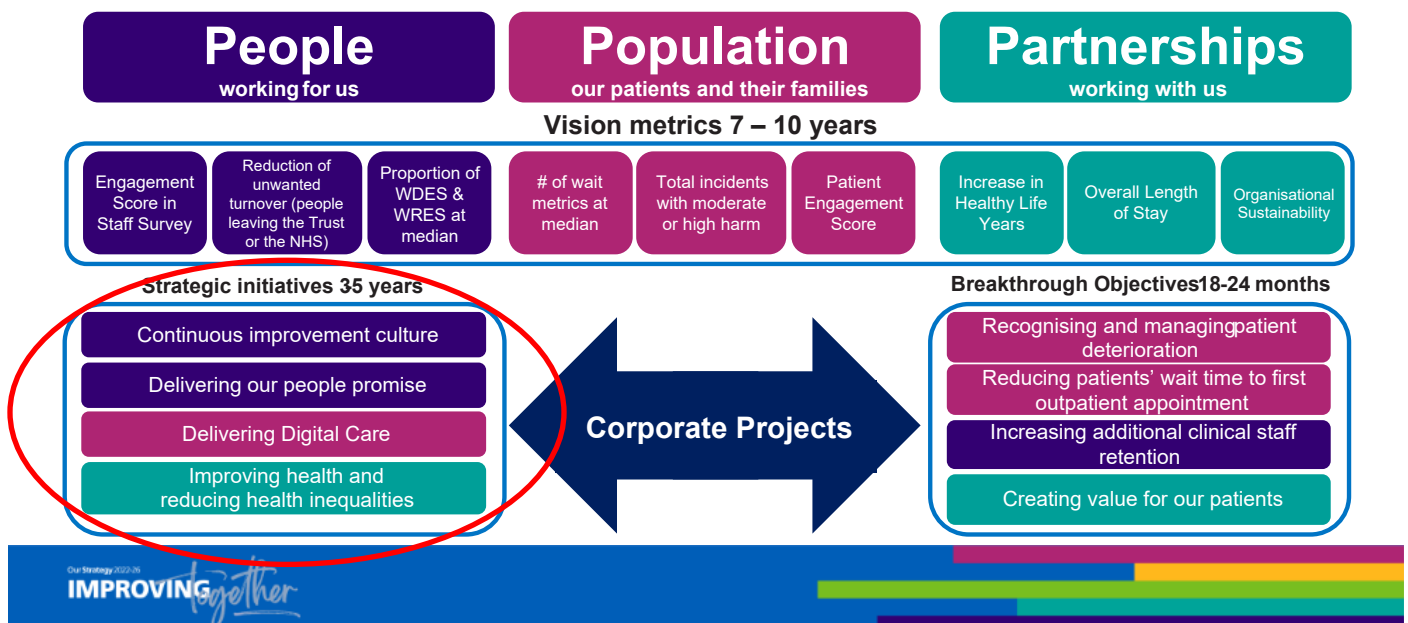 People
working for us
Population
our patients and their families
Partnerships
working with us
Vision metrics 7 – 10 years
Engagement
Score in
Staff Survey
Reduction of
unwanted
turnover (people
leaving the Trust
or the NHS)
Proportion of
WDES &
WRES at
median
# of wait
metrics at
median
Total incidents
with moderate
or high harm
Patient
Engagement
Score
Increase in
Healthy Life
Years
Overall Length
of Stay
Organisational
Sustainability
Strategic initiatives 35 years
Continuous improvement culture
Delivering our people promise
Delivering Digital Care
Improving health and
reducing health inequalities
Corporate Projects
Breakthrough Objectives18-24 months
Recognising and managingpatient
deterioration
Reducing patients’ wait time to first
outpatient appointment
Increasing additional clinical staff
retention
Creating value for our patients
Our Strategy 2022-26
IMPROVING
together